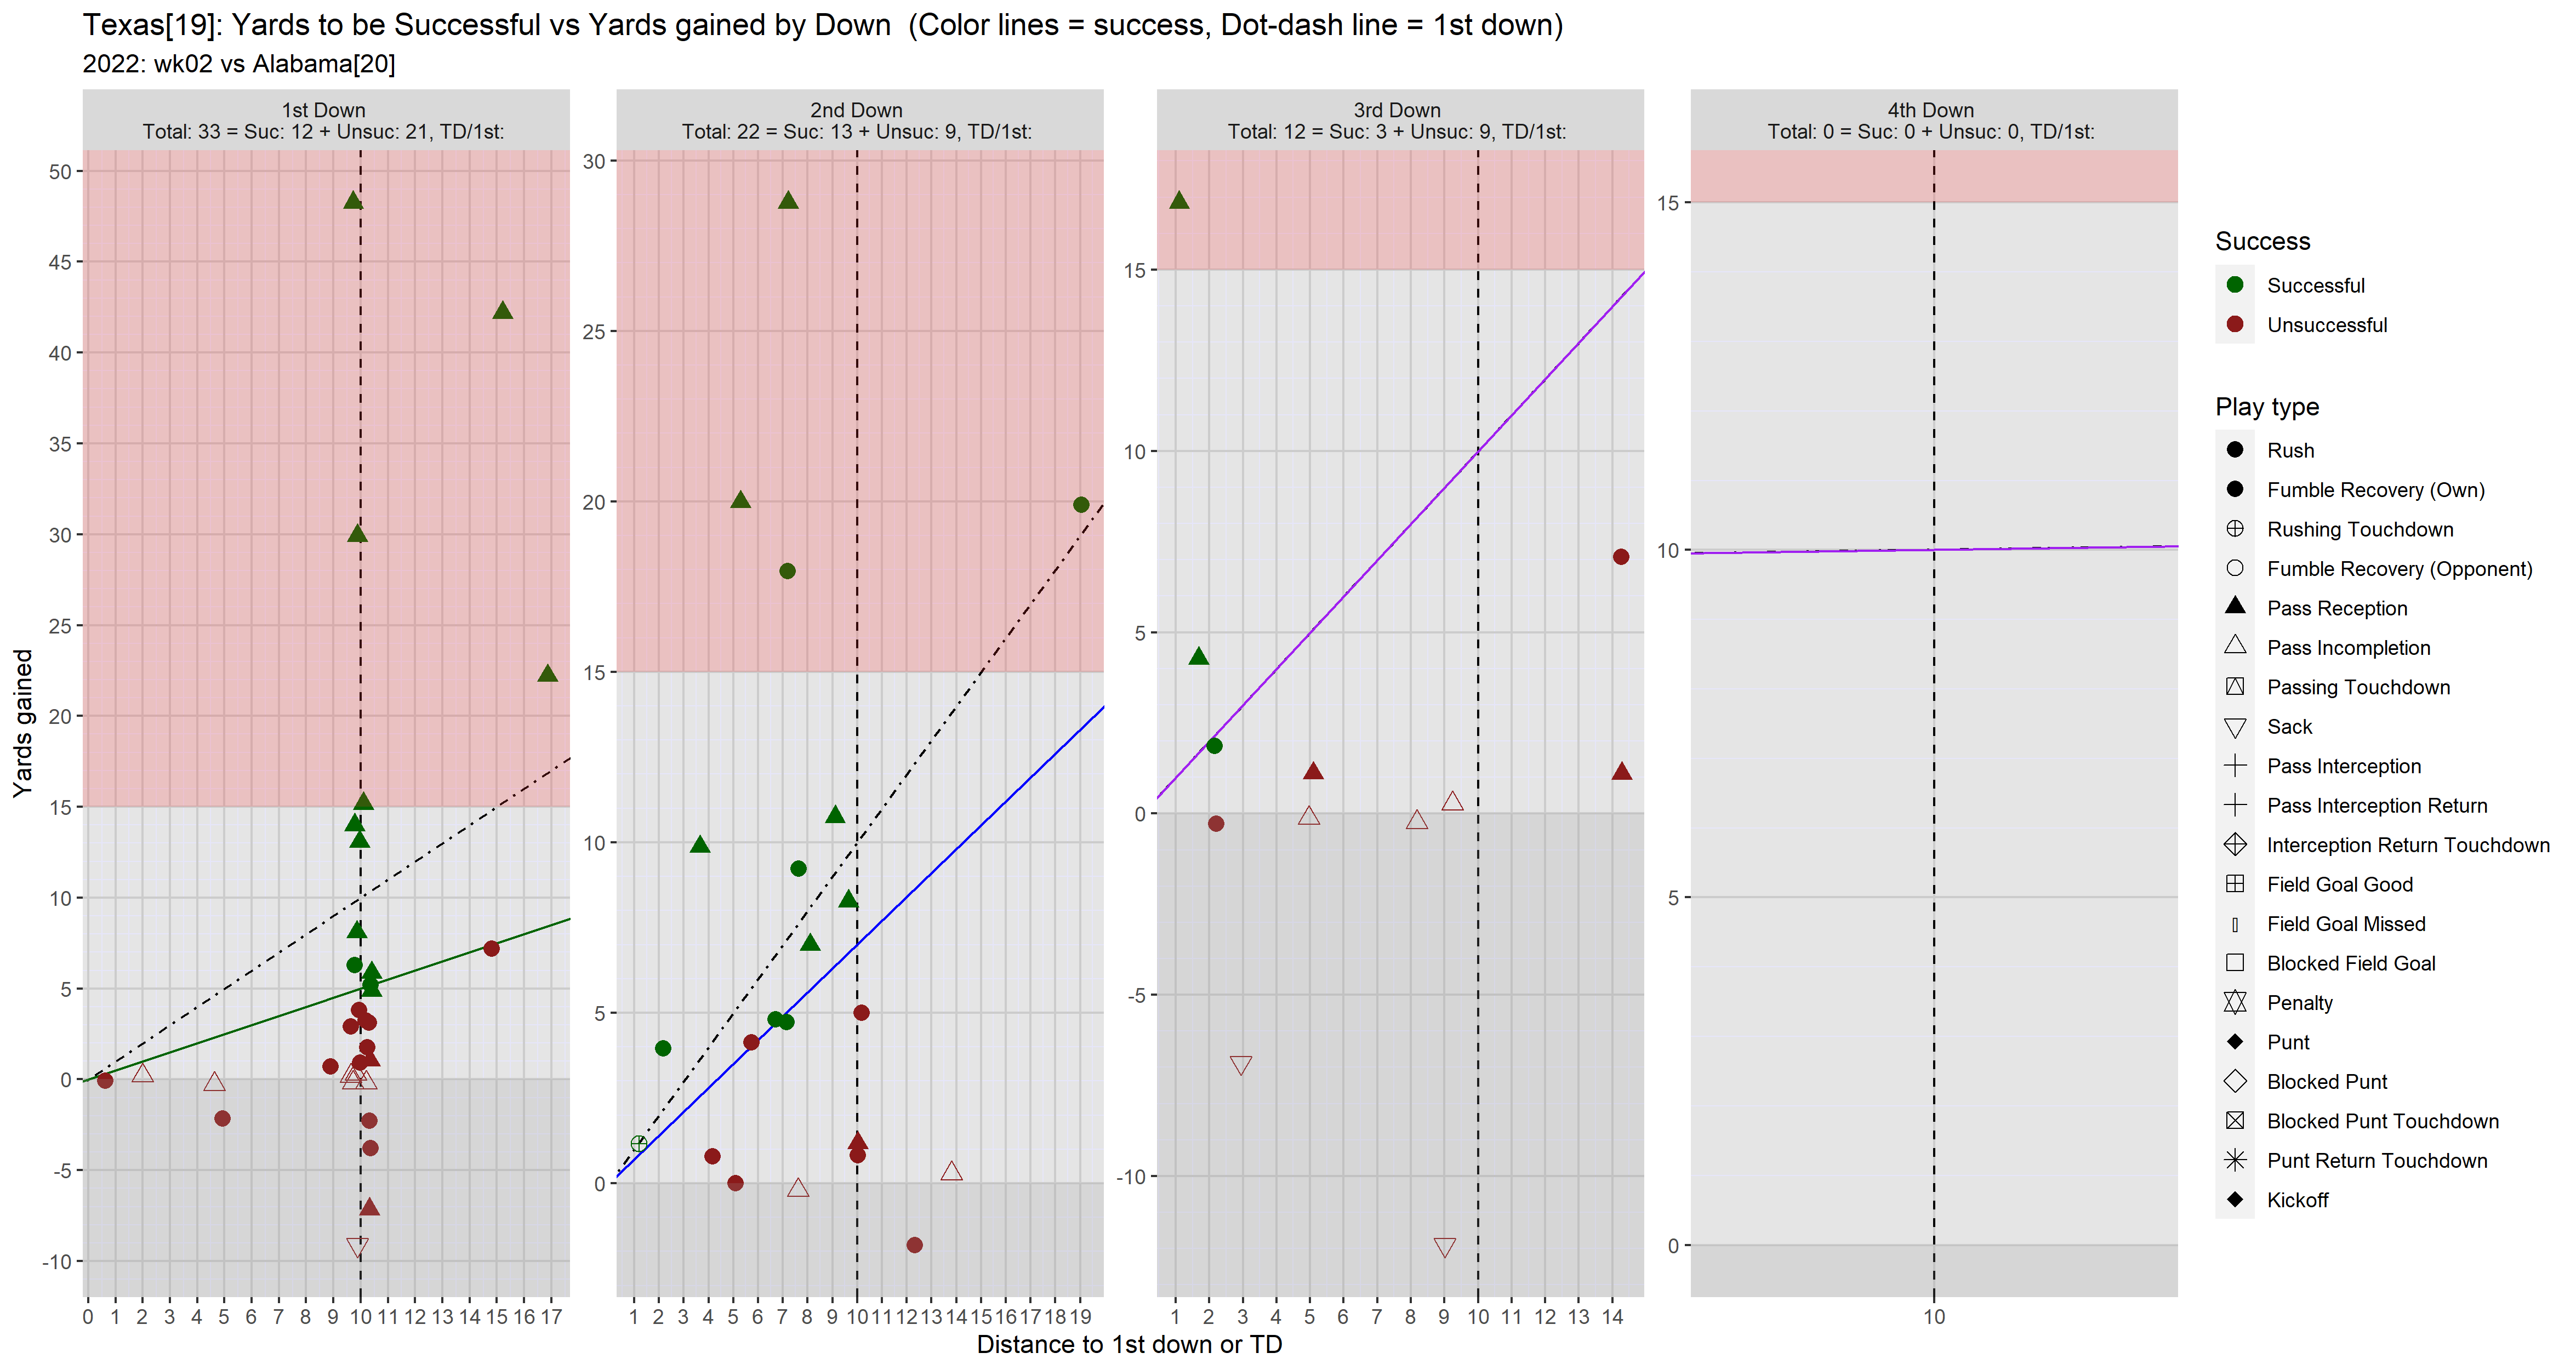 Texas[19]: Yards to be Successful vs Yards gained by Down  (Color lines = success, Dot-dash line = 1st down)
2022: wk02 vs Alabama[20]
Yards gained
1st Down
Total: 33 = Suc: 12 + Unsuc: 21, TD/1st:
50
45
40
35
30
25
20
15
10
5
0
-5
-10
0 1 2 3 4 5 6 7 8 9 10 11 12 13 14 15 16 17
2nd Down
Total: 22 = Suc: 13 + Unsuc: 9, TD/1st:
30
25
20
15
10
5
0
1 2 3 4 5 6 7 8 9 10 11 12 13 14 15 16 17 18 19
3rd Down
Total: 12 = Suc: 3 + Unsuc: 9, TD/1st:
15
10
5
0
-5
-10
1 2 3 4 5 6 7 8 9 10 11 12 13 14
4th Down
Total: 0 = Suc: 0 + Unsuc: 0, TD/1st:
15
10
5
0
10
Distance to 1st down or TD
Success
Successful
Unsuccessful
Play type
Rush
Fumble Recovery (Own)
Rushing Touchdown
Fumble Recovery (Opponent)
Pass Reception
Pass Incompletion
Passing Touchdown
Sack
Pass Interception
Pass Interception Return
Interception Return Touchdown
Field Goal Good
Field Goal Missed
Blocked Field Goal
Penalty
Punt
Blocked Punt
Blocked Punt Touchdown
Punt Return Touchdown
Kickoff